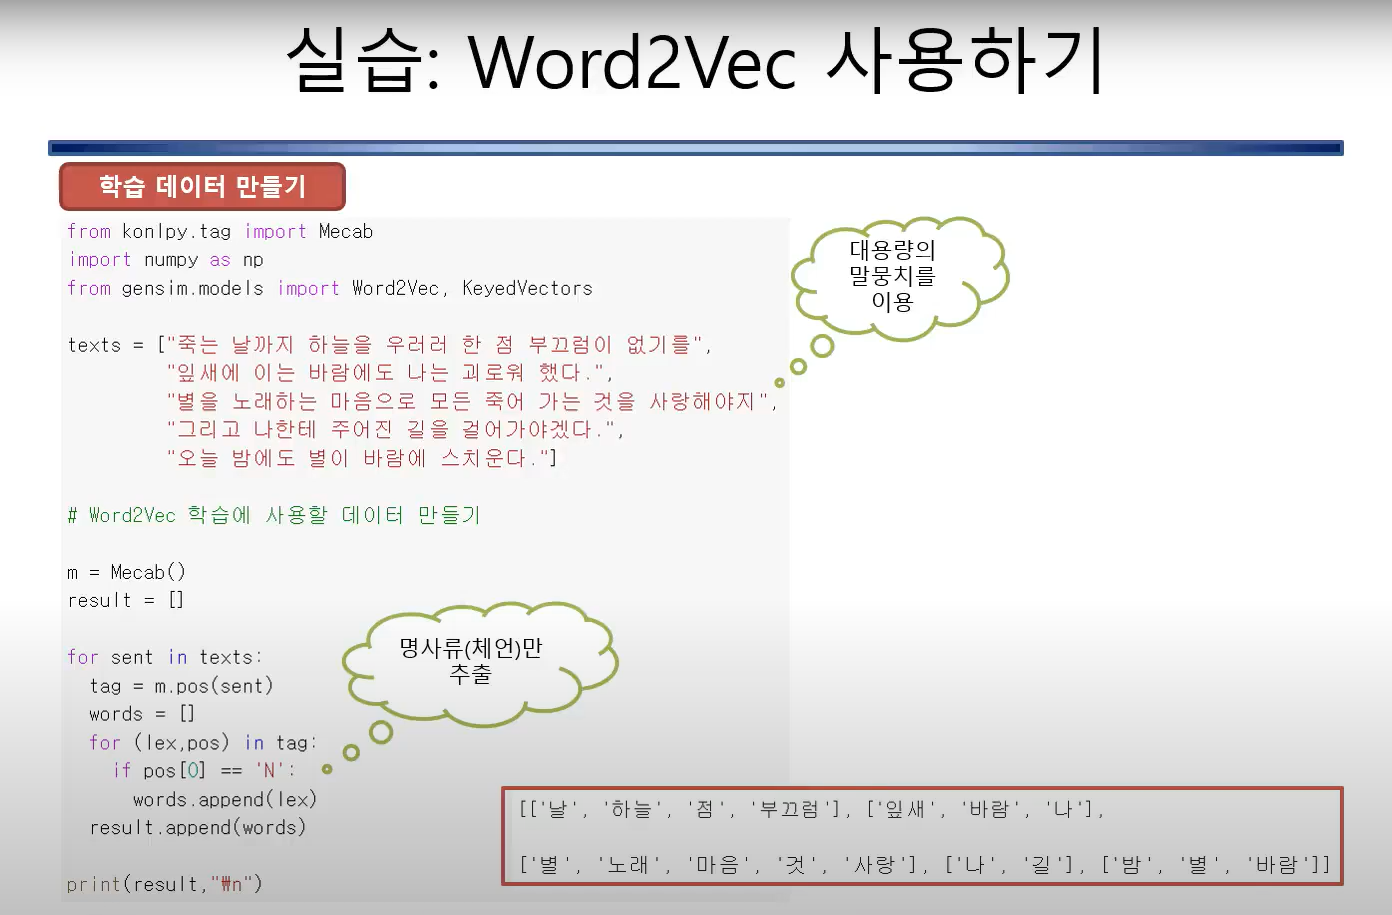 실습: Word2Vec 사용하기
학습 데이터 만들기
from konlpy.tag import Mecab
import numpy as np
from gensim.models import Word2Vec, KeyedVectors
대용량의
말뭉치를
이용
texts = ["죽는 날까지 하늘을 우러러 한 점 부끄럼이 없기를",
"잎새에 이는 바람에도 나는 괴로워 했다.",
"별을 노래하는 마음으로 모든 죽어 가는 것을 사랑해야지",
"그리고 나한테 주어진 길을 걸어가야겠다.",
"오늘 밤에도 별이 바람에 스치운다."]
# Word2Vec 학습에 사용할 데이터 만들기
m = Mecab()
result = []
for sent in texts:
tag = m.pos(sent)
words = []
for (lex,pos) in tag:
if pos[0] == 'N':
words.append(lex)
result.append(words)
print(result,"₩n")
명사류(체언)만
추출
[['날', '하늘', '점', '부끄럼'], ['잎새', '바람', '나'],
['별', '노래', '마음', '것', '사랑'], ['나', '길'], ['밤', '별', '바람']]